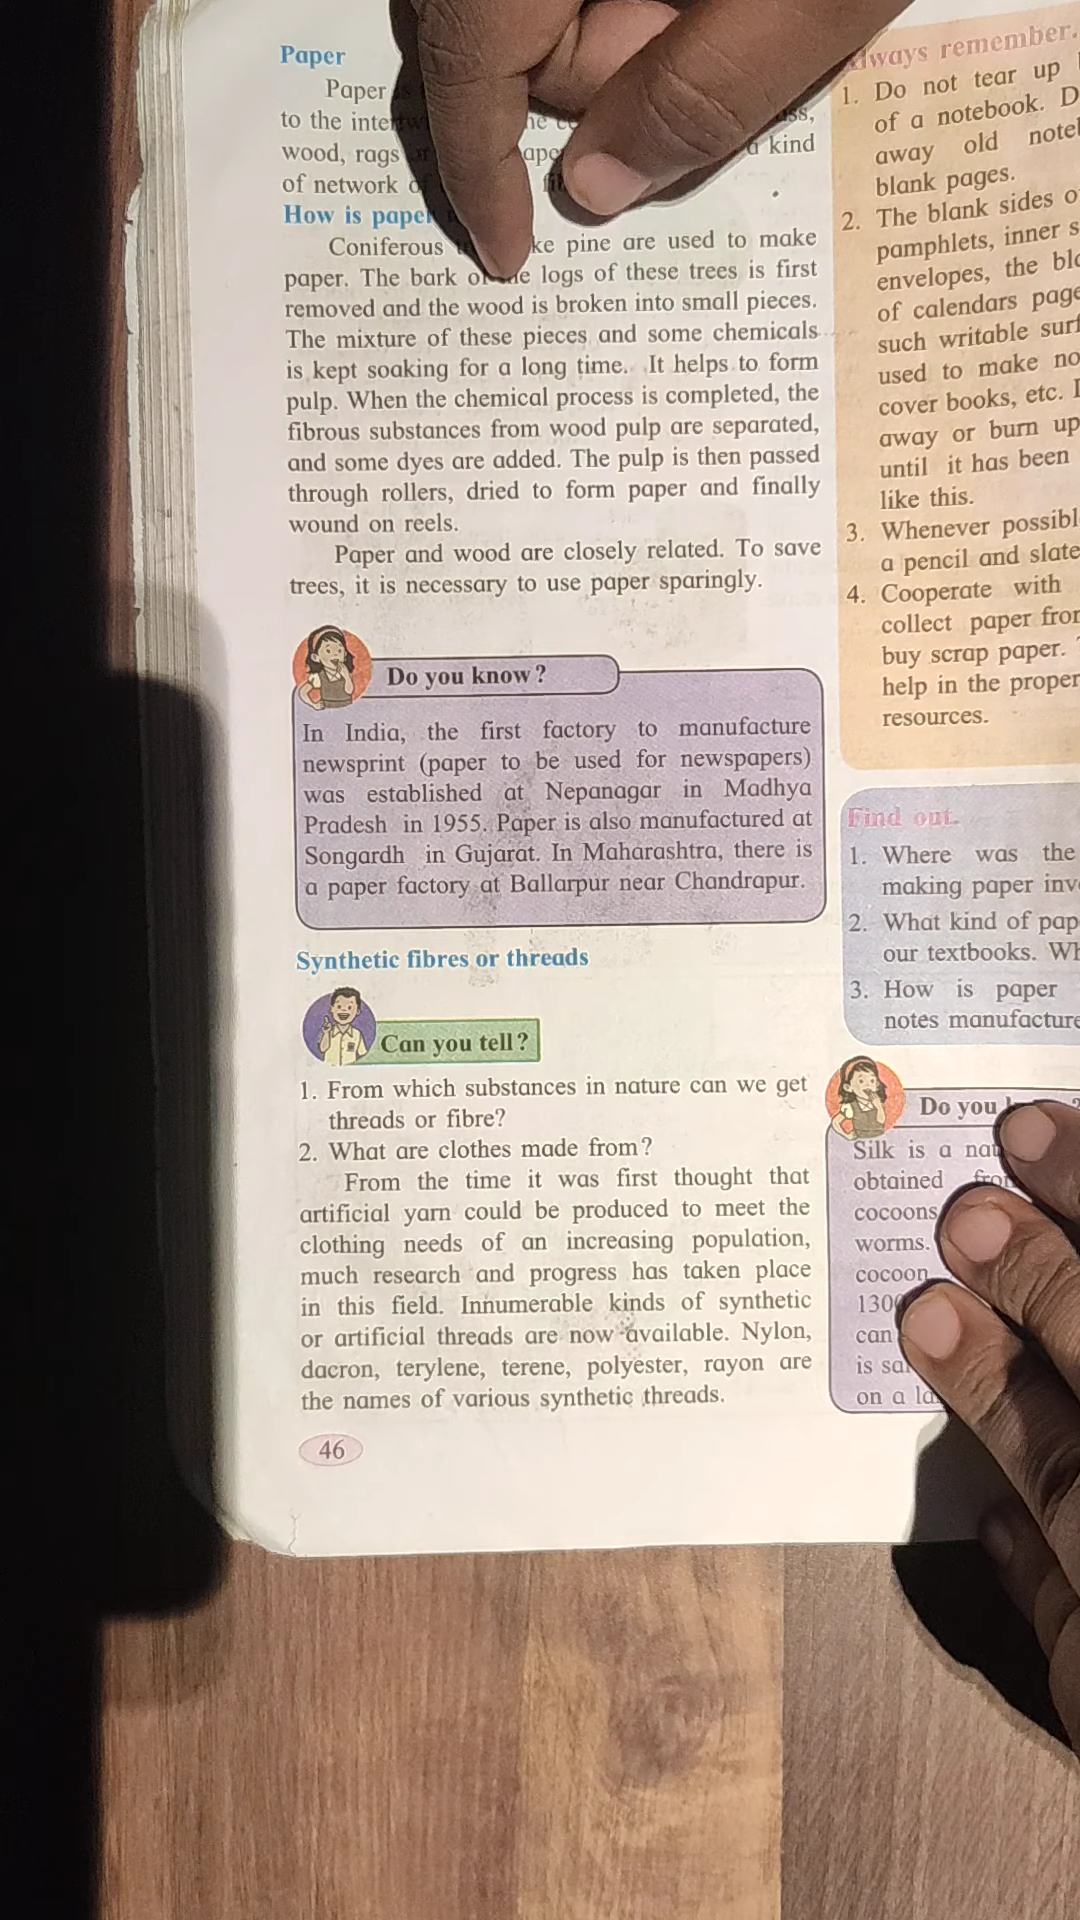 Paper
Paper
to the
wood, rags kind
of network
How is
Coniferous pine are used to make
paper. The bark logs of these trees is first
removed and the wood is broken into small pieces.
The mixture of these pieces and some chemicals
is kept soaking for a long time. It helps to form
pulp. When the chemical process is completed, the
fibrous substances from wood pulp are separated,
and some dyes are added. The pulp is then passed
through rollers, dried to form paper and finally
wound on reels.
Paper and wood are closely related. To save
trees, it is necessary to use paper sparingly.
Do you know?
In India, the first factory to manufacture
newsprint (paper to be used for newspapers)
was established at Nepanagar in Madhya
Pradesh in 1955. Paper is also manufactured at
Songardh in Gujarat. In Maharashtra, there is
a paper factory at Ballarpur near Chandrapur.
Synthetic fibres or threads
Can you tell?
1. From which substances in nature can we get
threads or fibre?
2. What are clothes made from?
From the time it was first thought that
artificial yarn could be produced to meet the
clothing needs of an increasing population,
much research and progress has taken place
in this field. Innumerable kinds of synthetic
or artificial threads are now available. Nylon,
dacron, terylene, terene, polyester, rayon are
the names of various synthetic threads.
46
remember.
1. Do not tear up
of a notebook.
away old
blank pages.
2. The blank sides
pamphlets, inner
envelopes, the
of calendars
such writable
used to make
cover books, etc.
away or burn up
until it has been
like this.
3. Whenever
a pencil and slate
4. Cooperate with
collect paper
buy scrap paper.
help in the proper
resources.
Find out.
1. Where was the
making paper
2. What kind of
our textbooks.
3. How is paper
notes
Do you
Silk is a
obtained
cocoons
worms.
cocoon
can
is
on a